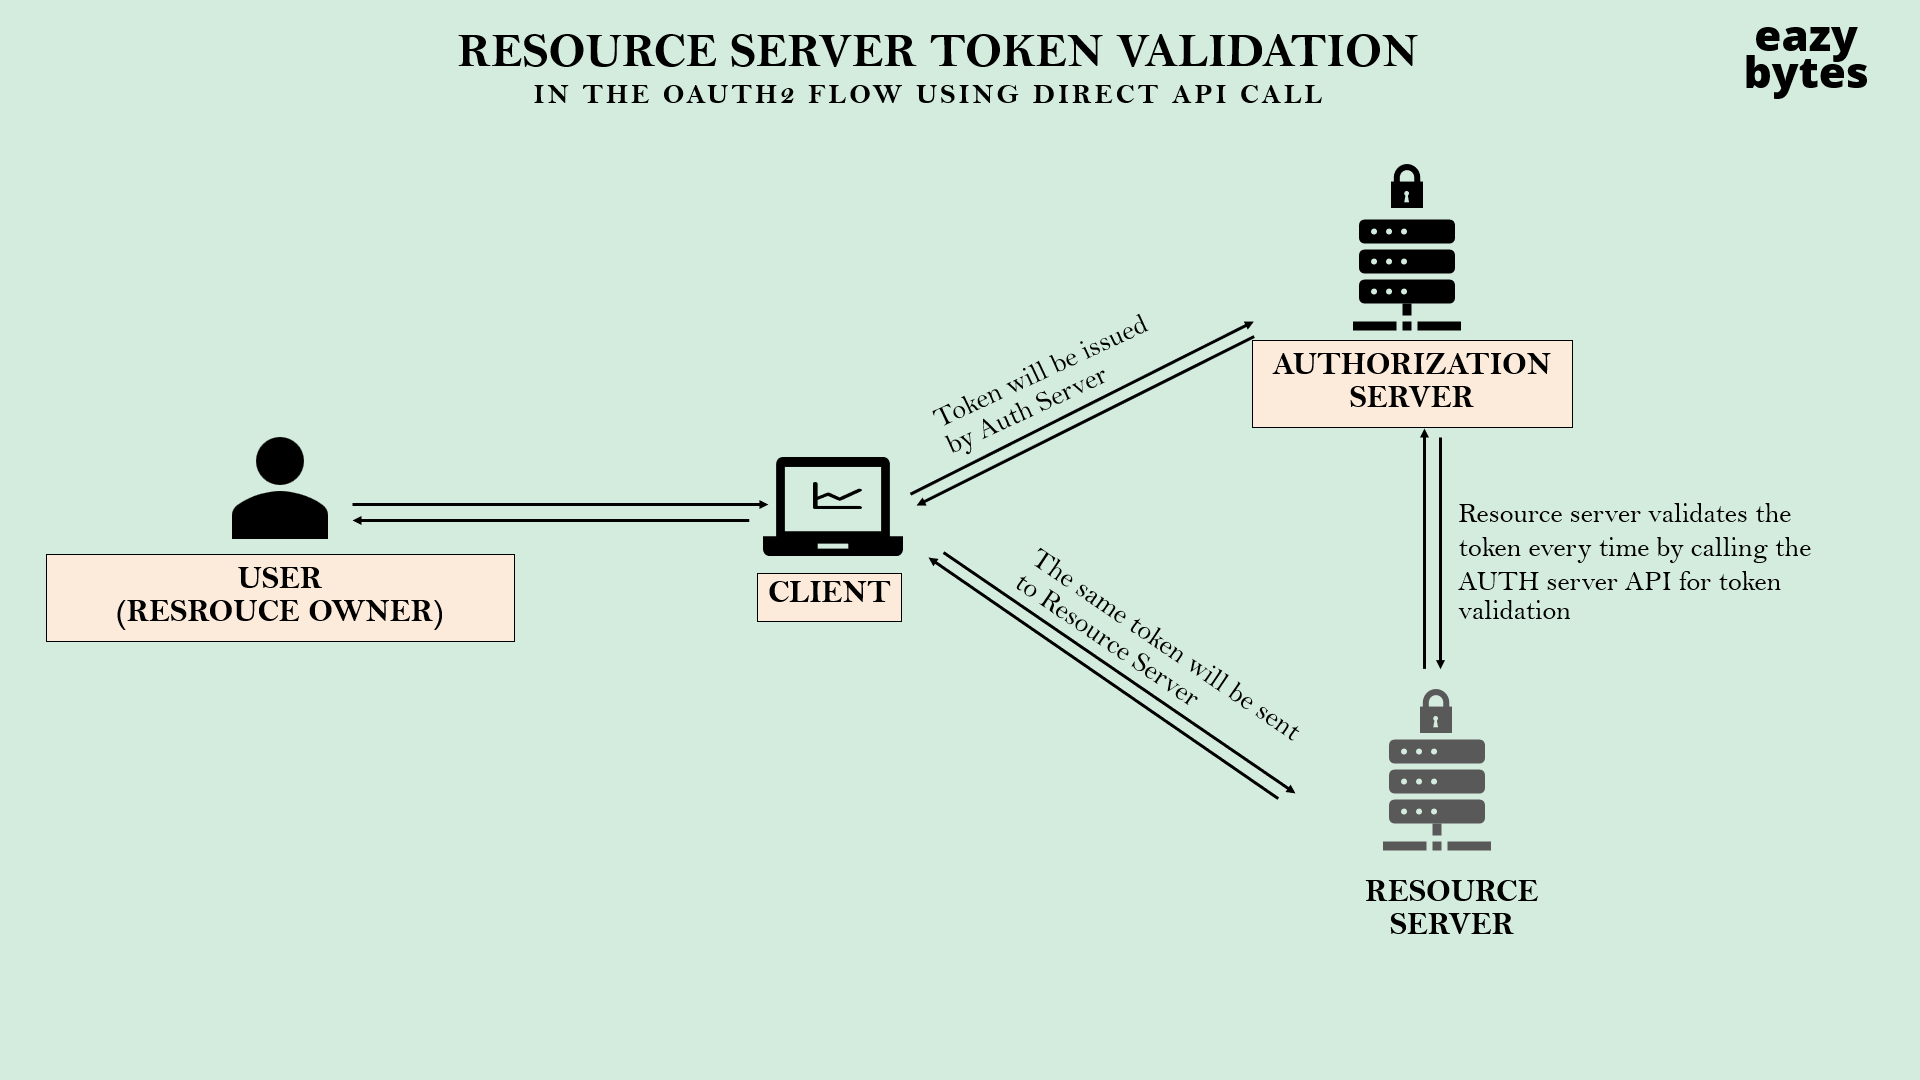 RESOURCE SERVER TOKEN VALIDATION
IN THE OAUTH2 FLOW USING DIRECT API CALL
eazy
bytes
Token will be issued
by Auth Server
AUTHORIZATION
SERVER
USER
(RESROUCE OWNER)
CLIENT
The same token will be sent
to Resource Server
Resource server validates the
token every time by calling the
AUTH server API for token
validation
RESOURCE
SERVER